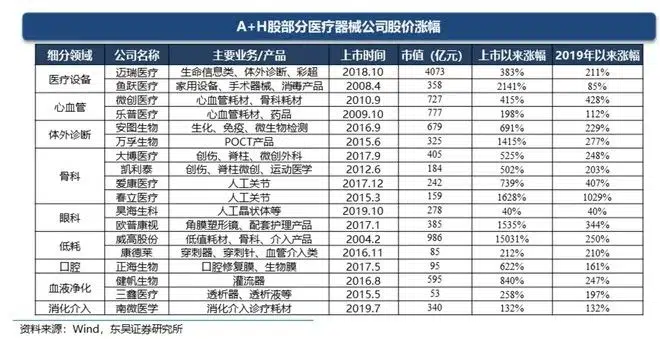 A+H股部分医疗器械公司股价涨幅
细分领域 公司名称 主要业务/产品 上市时间 市值（亿元） 上市以来涨幅 2019年以来涨幅
医疗设备 迈瑞医疗 生命信息类、体外诊断、彩超 2018.10 4073 383% 211%
鱼跃医疗 家用设备、手术器械、消毒产品 2008.4 358 2141% 85%
心血管 微创医疗 心血管耗材、骨科耗材 2010.9 727 415% 428%
乐普医疗 心血管耗材、药品 2009.10 777 198% 112%
体外诊断 安图生物 生化、免疫、微生物检测 2016.9 679 691% 229%
万孚生物 POCT产品 2015.6 325 1415% 277%
骨科 大博医疗 创伤、脊柱、微创外科 2017.9 405 525% 248%
凯利泰 创伤、脊柱微创、运动医学 2012.6 184 502% 203%
爱康医疗 人工关节 2017.12 242 739% 407%
春立医疗 人工关节 2015.3 159 1628% 1029%
眼科 昊海生科 人工晶状体等 2019.10 278 40% 40%
欧普康视 角膜塑形镜、配套护理产品 2017.1 385 1535% 344%
低耗 威高股份 低值耗材、骨科、介入产品 2004.2 986 15031% 250%
康德莱 穿刺器、穿刺针、血管介入类 2016.11 85 212% 210%
口腔 正海生物 口腔修复膜、生物膜 2017.5 95 622% 161%
血液净化 健帆生物 灌流器 2016.8 595 840% 247%
三鑫医疗 透析器、透析液等 2015.5 53 258% 197%
消化介入 南微医学 消化介入诊疗耗材 2019.7 340 132% 132%
资料来源：Wind，东吴证券研究所